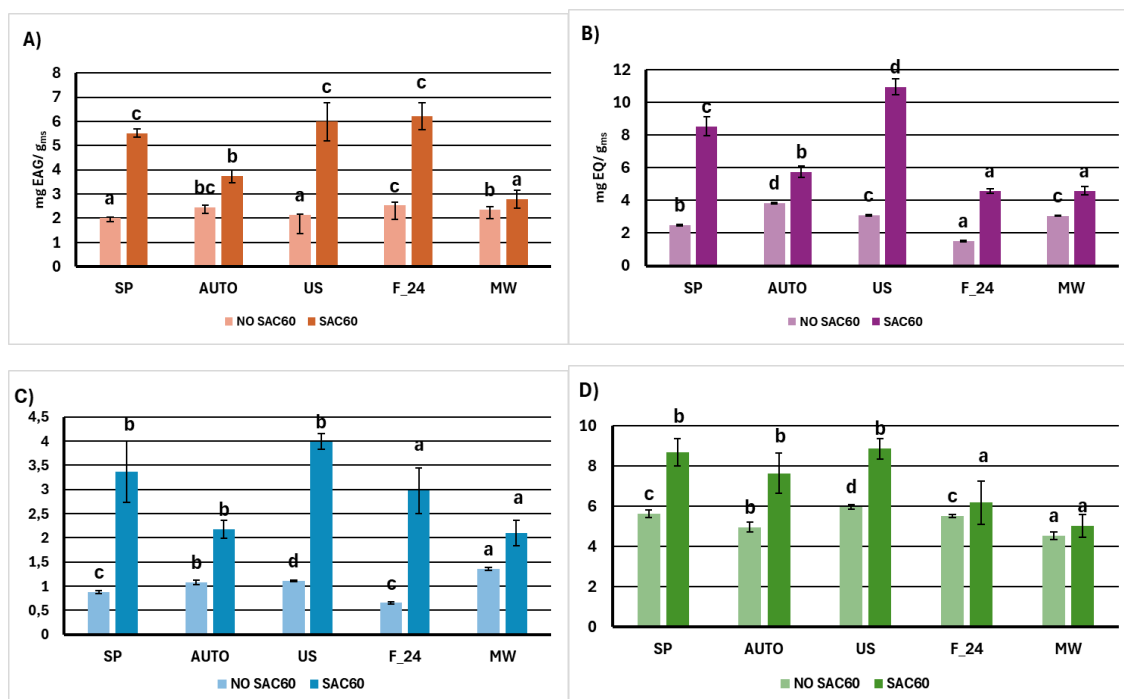 A)
mg EAG/ gms
8
7
6
5
4
3
2
1
0
a c bc b a c c c b a
SP AUTO US F_24 MW
NO SAC60 SAC60
B)
mg EQ/ gms
12
10
8
6
4
2
0
b c d b c d a a c a
SP AUTO US F_24 MW
NO SAC60 SAC60
C)
4,5
4
3,5
3
2,5
2
1,5
1
0,5
0
c b b b d b c a a a
SP AUTO US F_24 MW
NO SAC60 SAC60
D)
10
8
6
4
2
0
c b b b d b c a a a
SP AUTO US F_24 MW
NO SAC60 SAC60